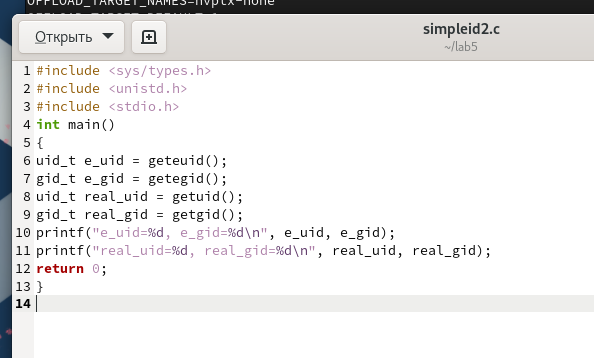 OFFLOAD_TARGET_NAMES=nvptx-none
Открыть
simpleid2.c
~/lab5
1 #include <sys/types.h>
2 #include <unistd.h>
3 #include <stdio.h>
4 int main()
5 {
6 uid_t e_uid = geteuid();
7 gid_t e_gid = getegid();
8 uid_t real_uid = getuid();
9 gid_t real_gid = getgid();
10 printf("e_uid=%d, e_gid=%d\n", e_uid, e_gid);
11 printf("real_uid=%d, real_gid=%d\n", real_uid, real_gid);
12 return 0;
13 }
14